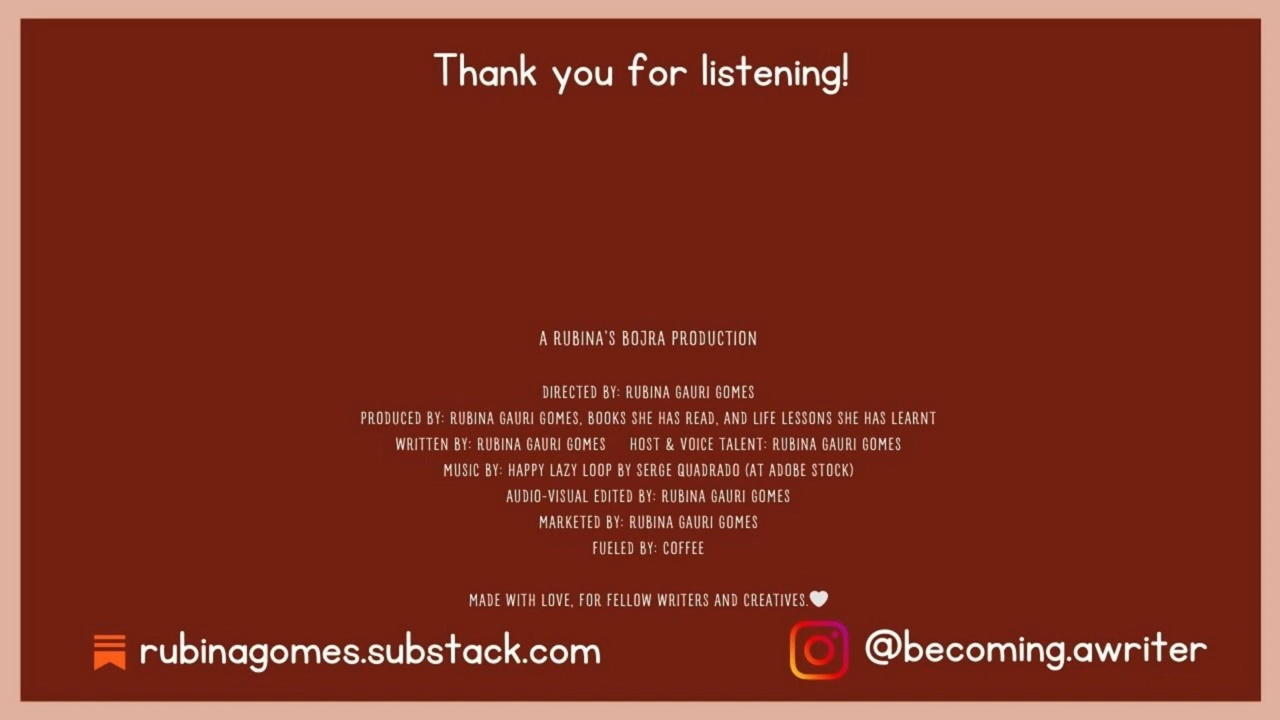 Thank you for listening!
A RUBINA'S BOJRA PRODUCTION
DIRECTED BY: RUBINA GAURI GOMES
PRODUCED BY: RUBINA GAURI GOMES, BOOKS SHE HAS READ, AND LIFE LESSONS SHE HAS LEARNT
WRITTEN BY: RUBINA GAURI GOMES HOST & VOICE TALENT: RUBINA GAURI GOMES
MUSIC BY: HAPPY LAZY LOOP BY SERGE QUADRADO (AT ADOBE STOCK)
AUDIO-VISUAL EDITED BY: RUBINA GAURI GOMES
MARKETED BY: RUBINA GAURI GOMES
FUELED BY: COFFEE
MADE WITH LOVE, FOR FELLOW WRITERS AND CREATIVES.🤍
rubinagomes.substack.com
@becoming.awriter